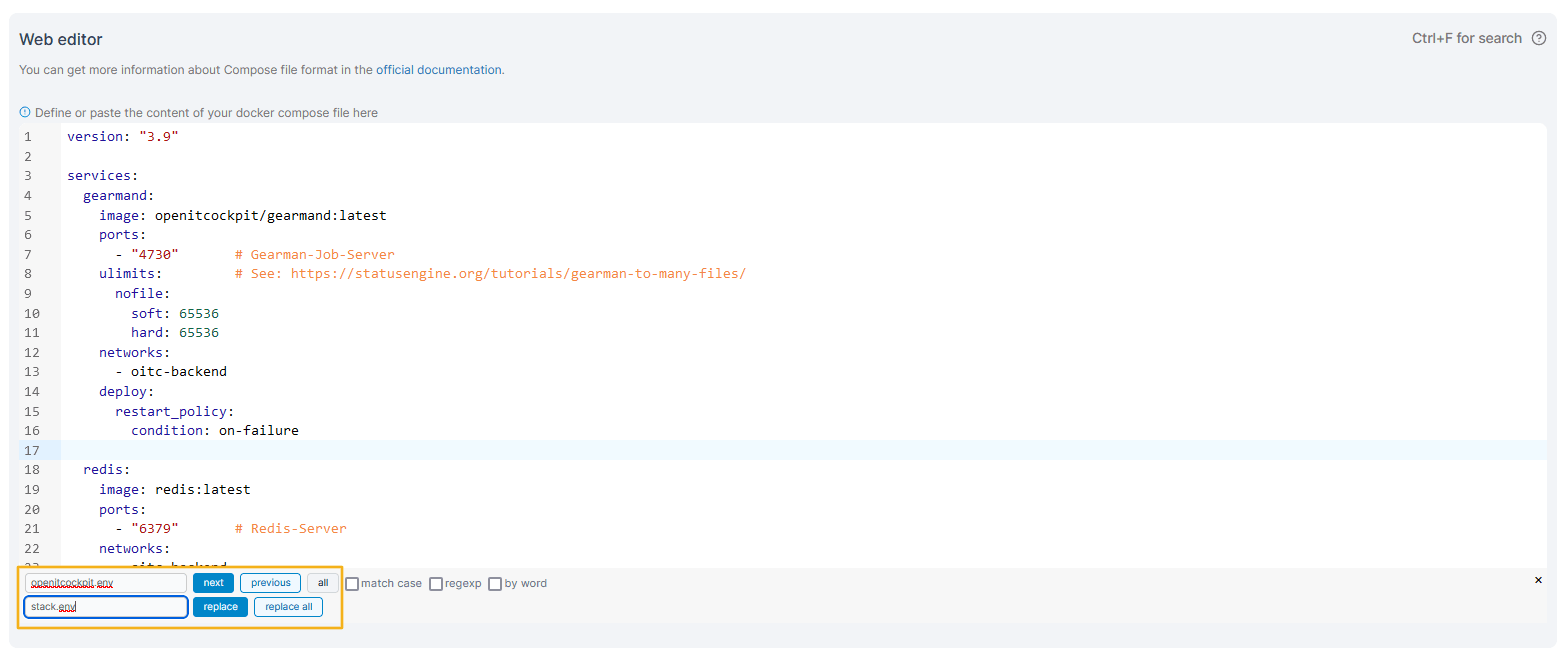 Web editor
Ctrl+F for search
You can get more information about Compose file format in the official documentation.
Define or paste the content of your docker compose file here
1 version: "3.9"
2
3 services:
4   gearmand:
5     image: openitcockpit/gearmand:latest
6     ports:
7       - "4730"       # Gearman-Job-Server
8     ulimits:         # See: https://statusengine.org/tutorials/gearman-to-many-files/
9       nofile:
10         soft: 65536
11         hard: 65536
12     networks:
13       - oitc-backend
14     deploy:
15       restart_policy:
16         condition: on-failure
17
18   redis:
19     image: redis:latest
20     ports:
21       - "6379"       # Redis-Server
22     networks:
23       - oitc-backend
openitcockpit.env next previous all match case regexp by word ×
stack.env replace replace all